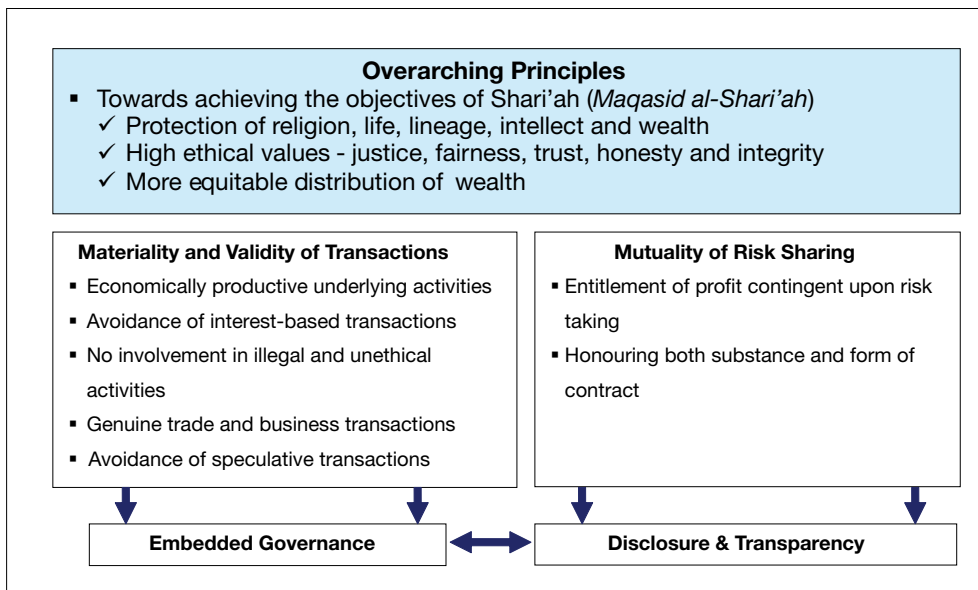 Overarching Principles
▪ Towards achieving the objectives of Shari'ah (Maqasid al-Shari'ah)
✓ Protection of religion, life, lineage, intellect and wealth
✓ High ethical values - justice, fairness, trust, honesty and integrity
✓ More equitable distribution of wealth
Materiality and Validity of Transactions
▪ Economically productive underlying activities
▪ Avoidance of interest-based transactions
▪ No involvement in illegal and unethical
activities
▪ Genuine trade and business transactions
▪ Avoidance of speculative transactions
Mutuality of Risk Sharing
▪ Entitlement of profit contingent upon risk
taking
▪ Honouring both substance and form of
contract
Embedded Governance
Disclosure & Transparency